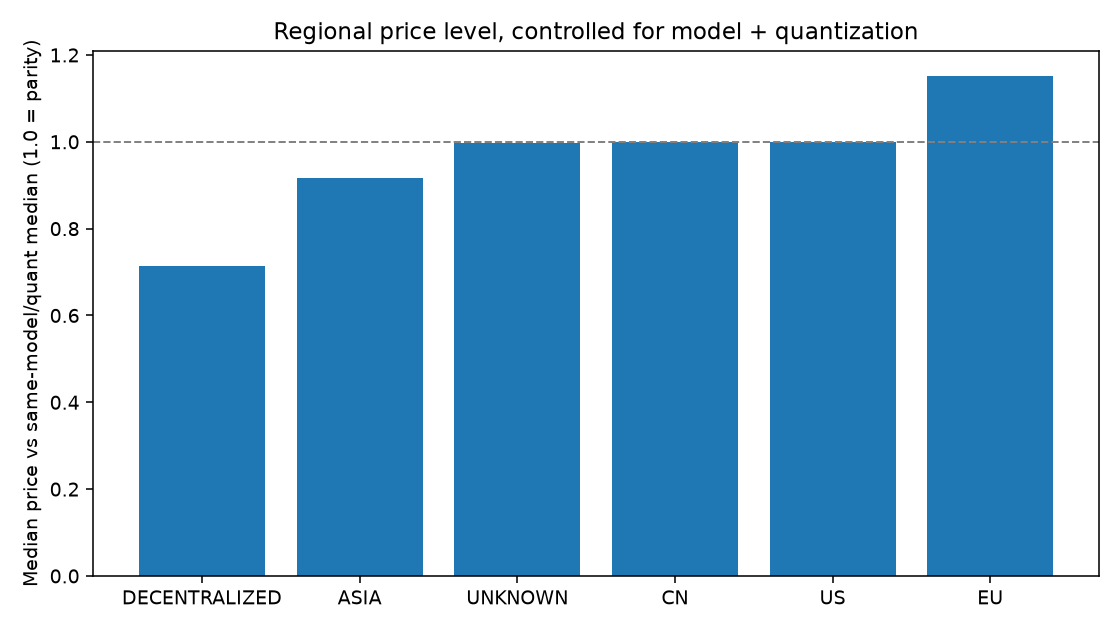 Regional price level, controlled for model + quantization
Median price vs same-model/quant median (1.0 = parity)
1.2
1.0
0.8
0.6
0.4
0.2
0.0
DECENTRALIZED ASIA UNKNOWN CN US EU